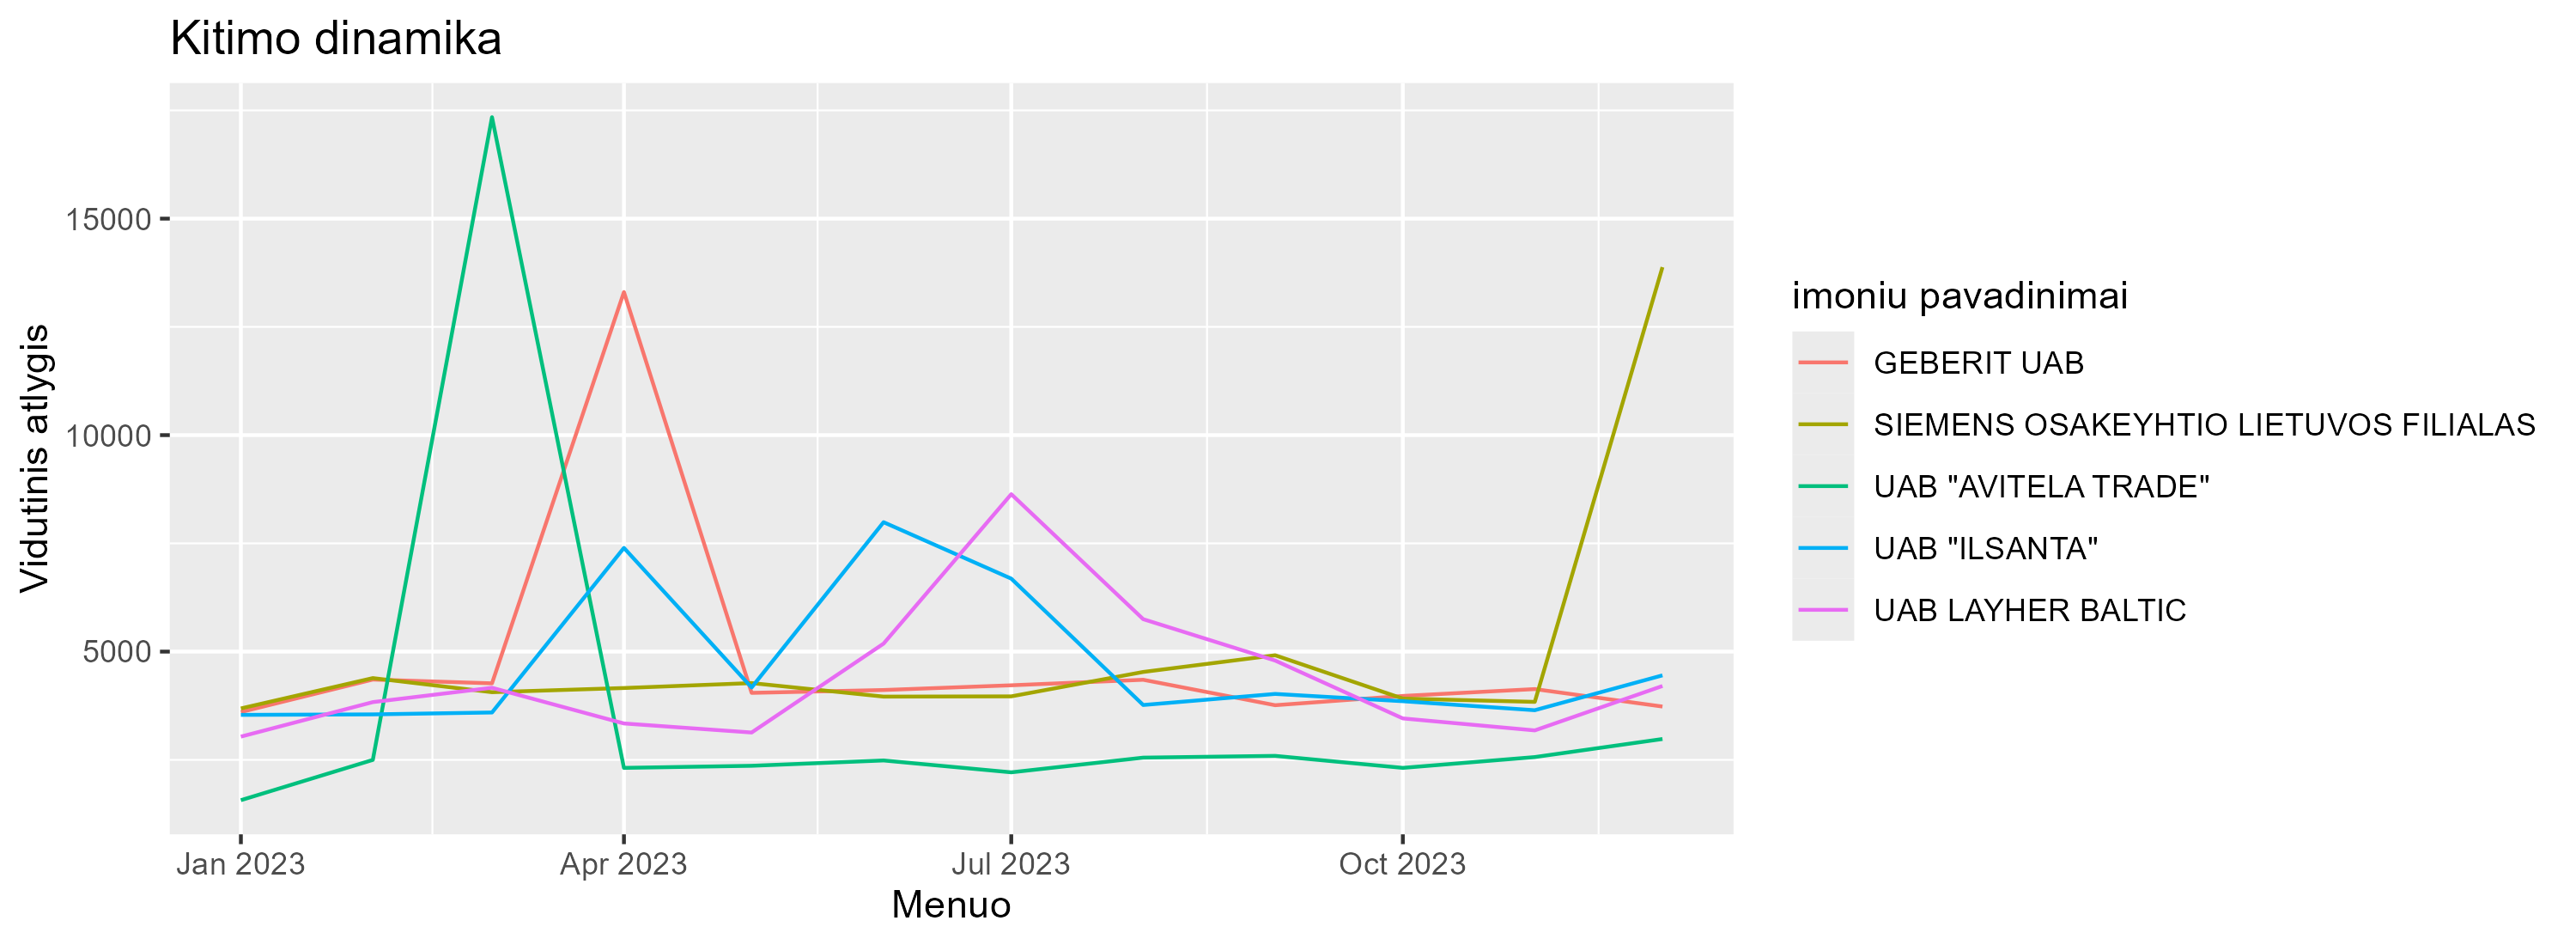 Kitimo dinamika
Vidutinis atlygis
15000
10000
5000
Jan 2023
Apr 2023
Jul 2023
Oct 2023
Menuo
imoniu pavadinimai
GEBERIT UAB
SIEMENS OSAKEYHTIO LIETUVOS FILIALAS
UAB "AVITELA TRADE"
UAB "ILSANTA"
UAB LAYHER BALTIC